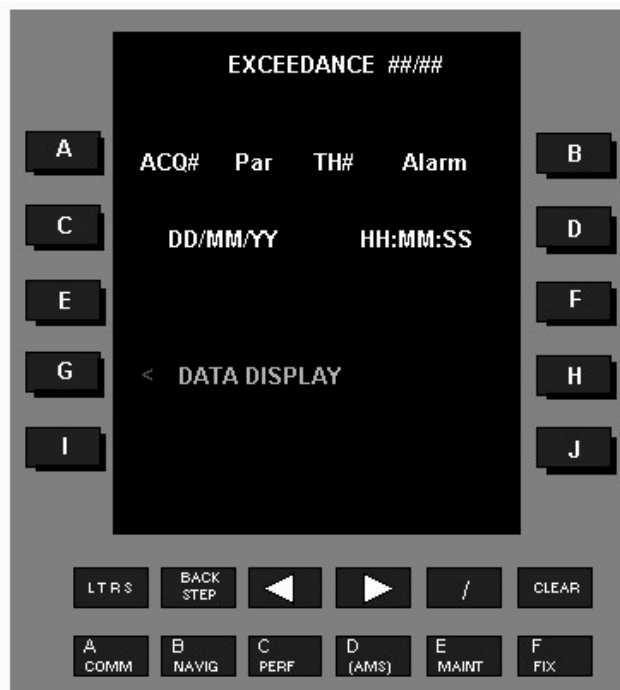 EXCEEDANCE ##/##
A
B
ACQ# Par TH# Alarm
C
D
DD/MM/YY HH:MM:SS
E
F
G
< DATA DISPLAY
H
I
J
LTRS BACK STEP ◀ ▶ / CLEAR
A COMM B NAVIG C PERF D (AMS) E MAINT F FIX